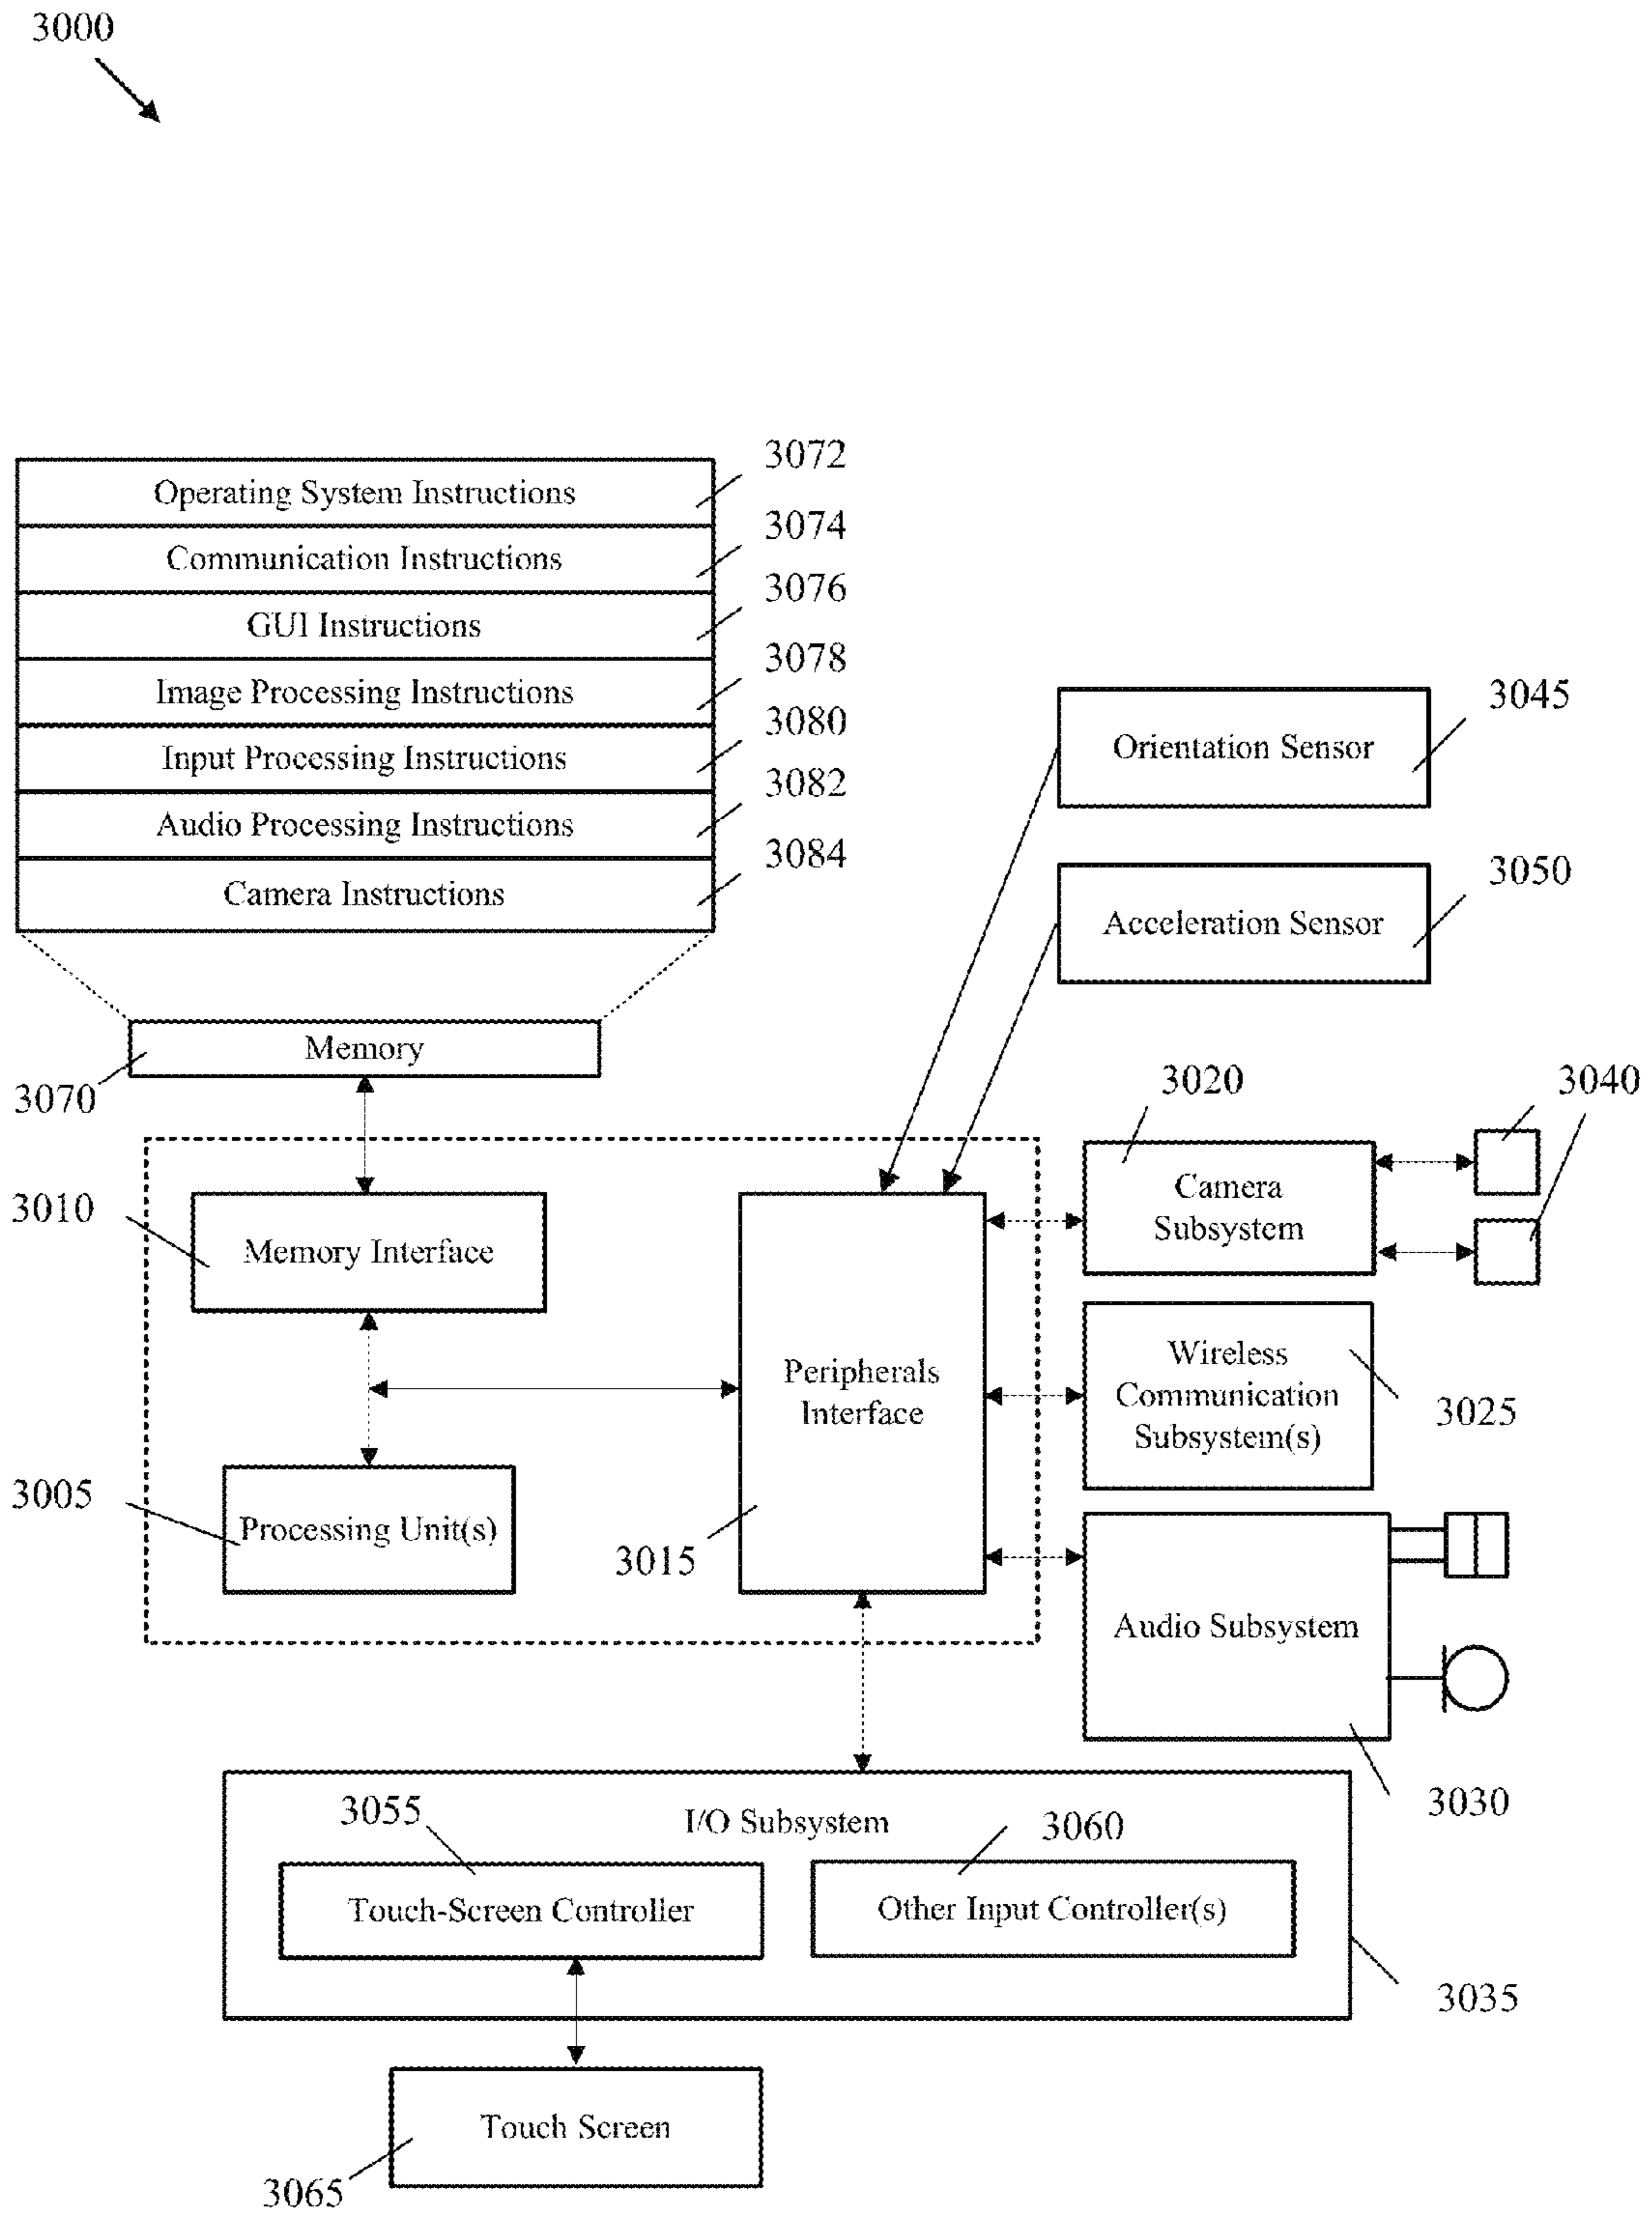 3000
3072
Operating System Instructions
3074
Communication Instructions
3076
GUI Instructions
3078
Image Processing Instructions
3080
Input Processing Instructions
3082
Audio Processing Instructions
3084
Camera Instructions
3045
Orientation Sensor
3050
Acceleration Sensor
Memory
3070
3020
3040
Camera
Subsystem
3010
Memory Interface
Peripherals
Interface
Wireless
Communication
Subsystem(s)
3025
3005
Processing Unit(s)
3015
Audio Subsystem
3030
I/O Subsystem
3055
3060
Touch-Screen Controller
Other Input Controller(s)
3035
Touch Screen
3065